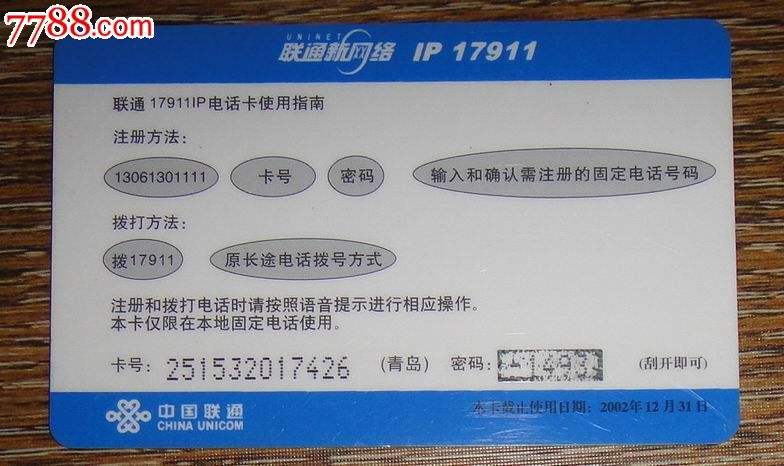 7788.com
UNINET
联通新网络 IP 17911
联通17911IP电话卡使用指南
注册方法：
13061301111 卡号 密码 输入和确认需注册的固定电话号码
拨打方法：
拨17911 原长途电话拨号方式
注册和拨打电话时请按照语音提示进行相应操作。
本卡仅限在本地固定电话使用。
卡号：251532017426 (青岛) 密码： (刮开即可)
中国联通
CHINA UNICOM
本卡截止使用日期：2002年12月31日